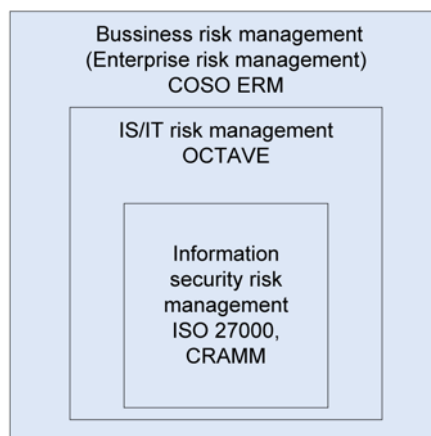 Bussiness risk management
(Enterprise risk management)
COSO ERM
IS/IT risk management
OCTAVE
Information
security risk
management
ISO 27000,
CRAMM